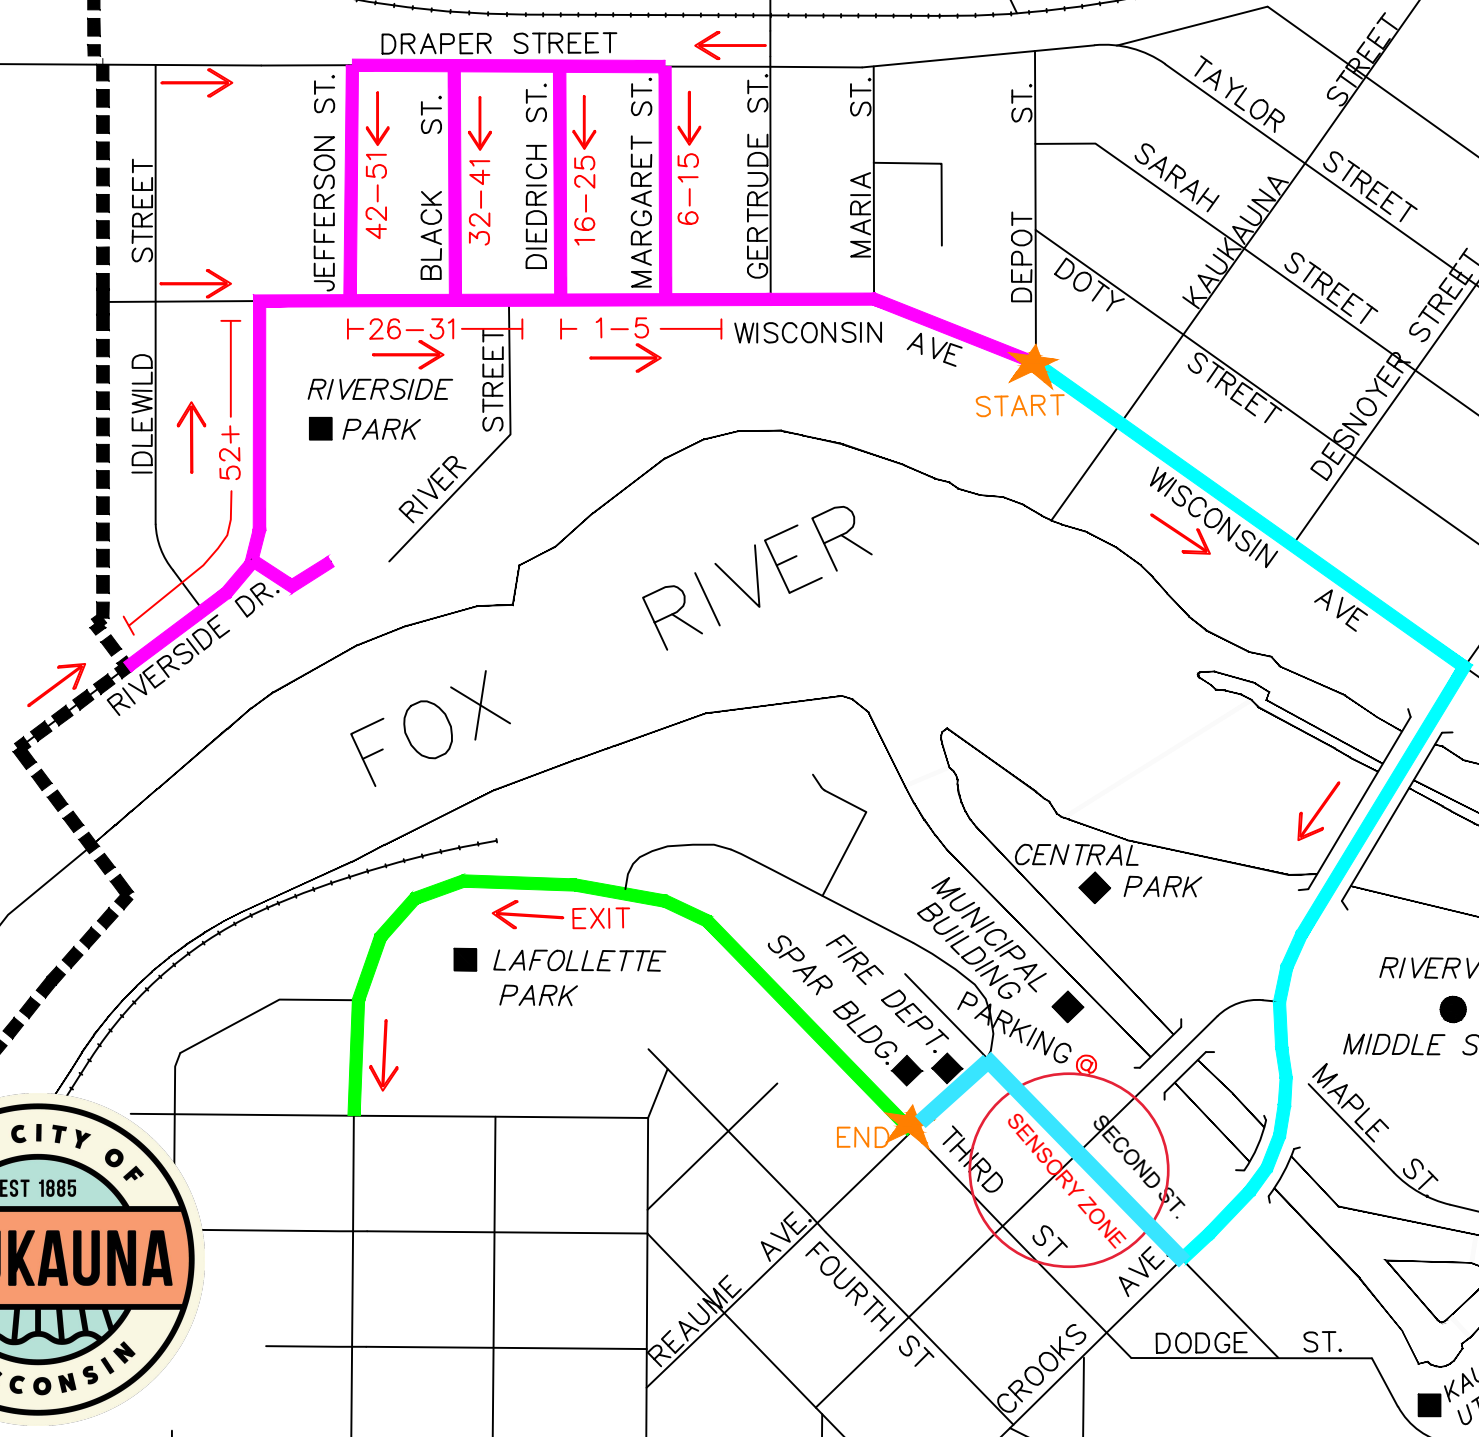 DRAPER STREET
TAYLOR
STREET
SARAH
STREET
DOTY
STREET
KAUKAUNA
STREET
DESNOYER STREET
STREET
IDLEWILD
JEFFERSON ST.
42-51
BLACK ST.
32-41
DIEDRICH ST.
16-25
MARGARET ST.
6-15
GERTRUDE ST.
MARIA ST.
DEPOT ST.
26-31
1-5
WISCONSIN AVE
52+
RIVERSIDE
PARK
RIVER STREET
START
WISCONSIN AVE
RIVERSIDE DR.
FOX RIVER
CENTRAL
PARK
MUNICIPAL
BUILDING
PARKING @
FIRE DEPT.
SPAR BLDG.
EXIT
LAFOLLETTE
PARK
RIVERV
MIDDLE S
MAPLE ST
END
THIRD ST
SENSORY ZONE
SECOND ST.
REAUME AVE.
FOURTH ST
CROOKS AVE.
DODGE ST.
KAU
UT
CITY OF
EST 1885
UKAUNA
CONSIN